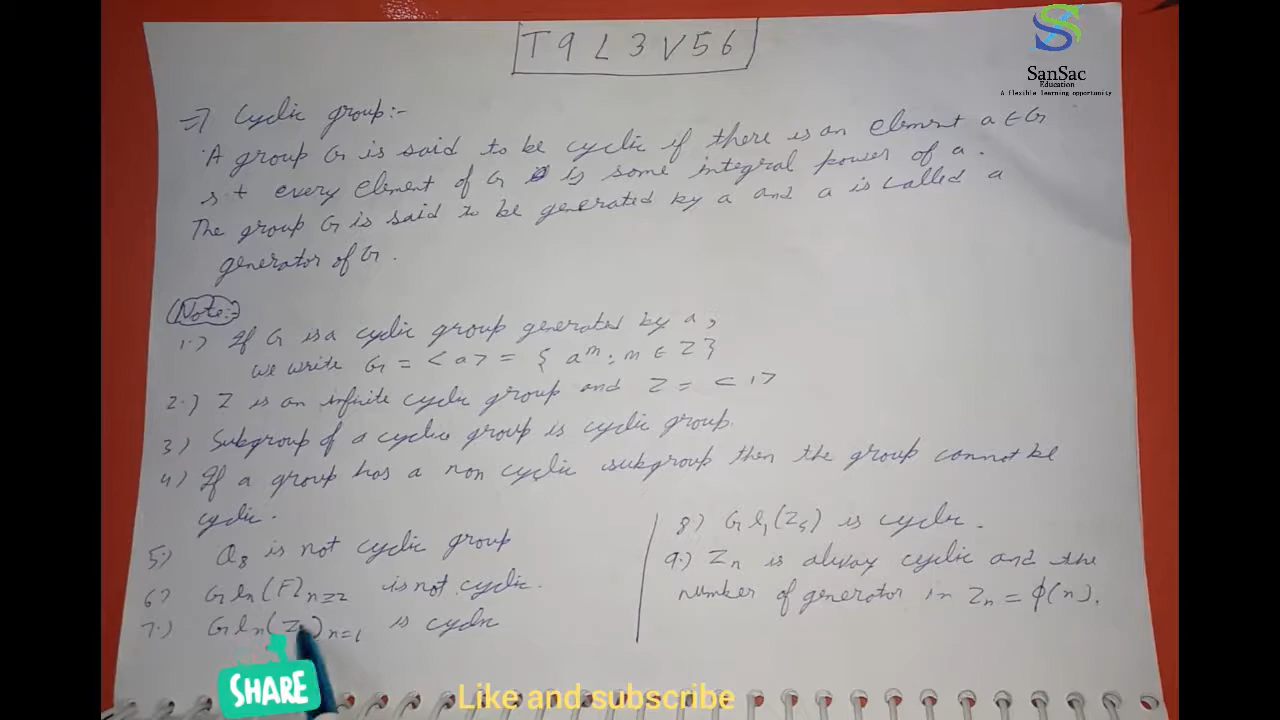 T9L3V56
SanSac
Education
A flexible learning opportunity
=> Cyclic group:-
A group G is said to be cyclic if there is an element a ∈ G
s.t every element of G is some integral power of a.
The group G is said to be generated by a and a is called a
generator of G.
Note:-
1.) If G is a cyclic group generated by a,
we write G = <a> = { a^m : m ∈ Z}
2.) Z is an infinite cyclic group and Z = <1>
3) Subgroup of a cyclic group is cyclic group.
4) If a group has a non cyclic subgroup then the group cannot be
cyclic.
5.) Q8 is not cyclic group
6) Gln(F)n≥2 is not cyclic.
7.) Gln(Z )n=1 is cyclic
8) Gl1(Z5) is cyclic.
9.) Zn is alway cyclic and the
number of generator in Zn = ϕ(n).
SHARE
Like and subscribe